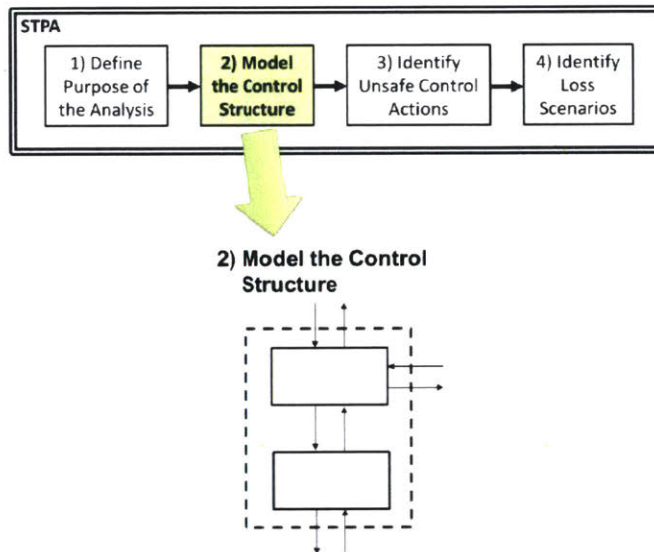 STPA
1) Define
Purpose of
the Analysis
2) Model
the Control
Structure
3) Identify
Unsafe Control
Actions
4) Identify
Loss
Scenarios
2) Model the Control
Structure